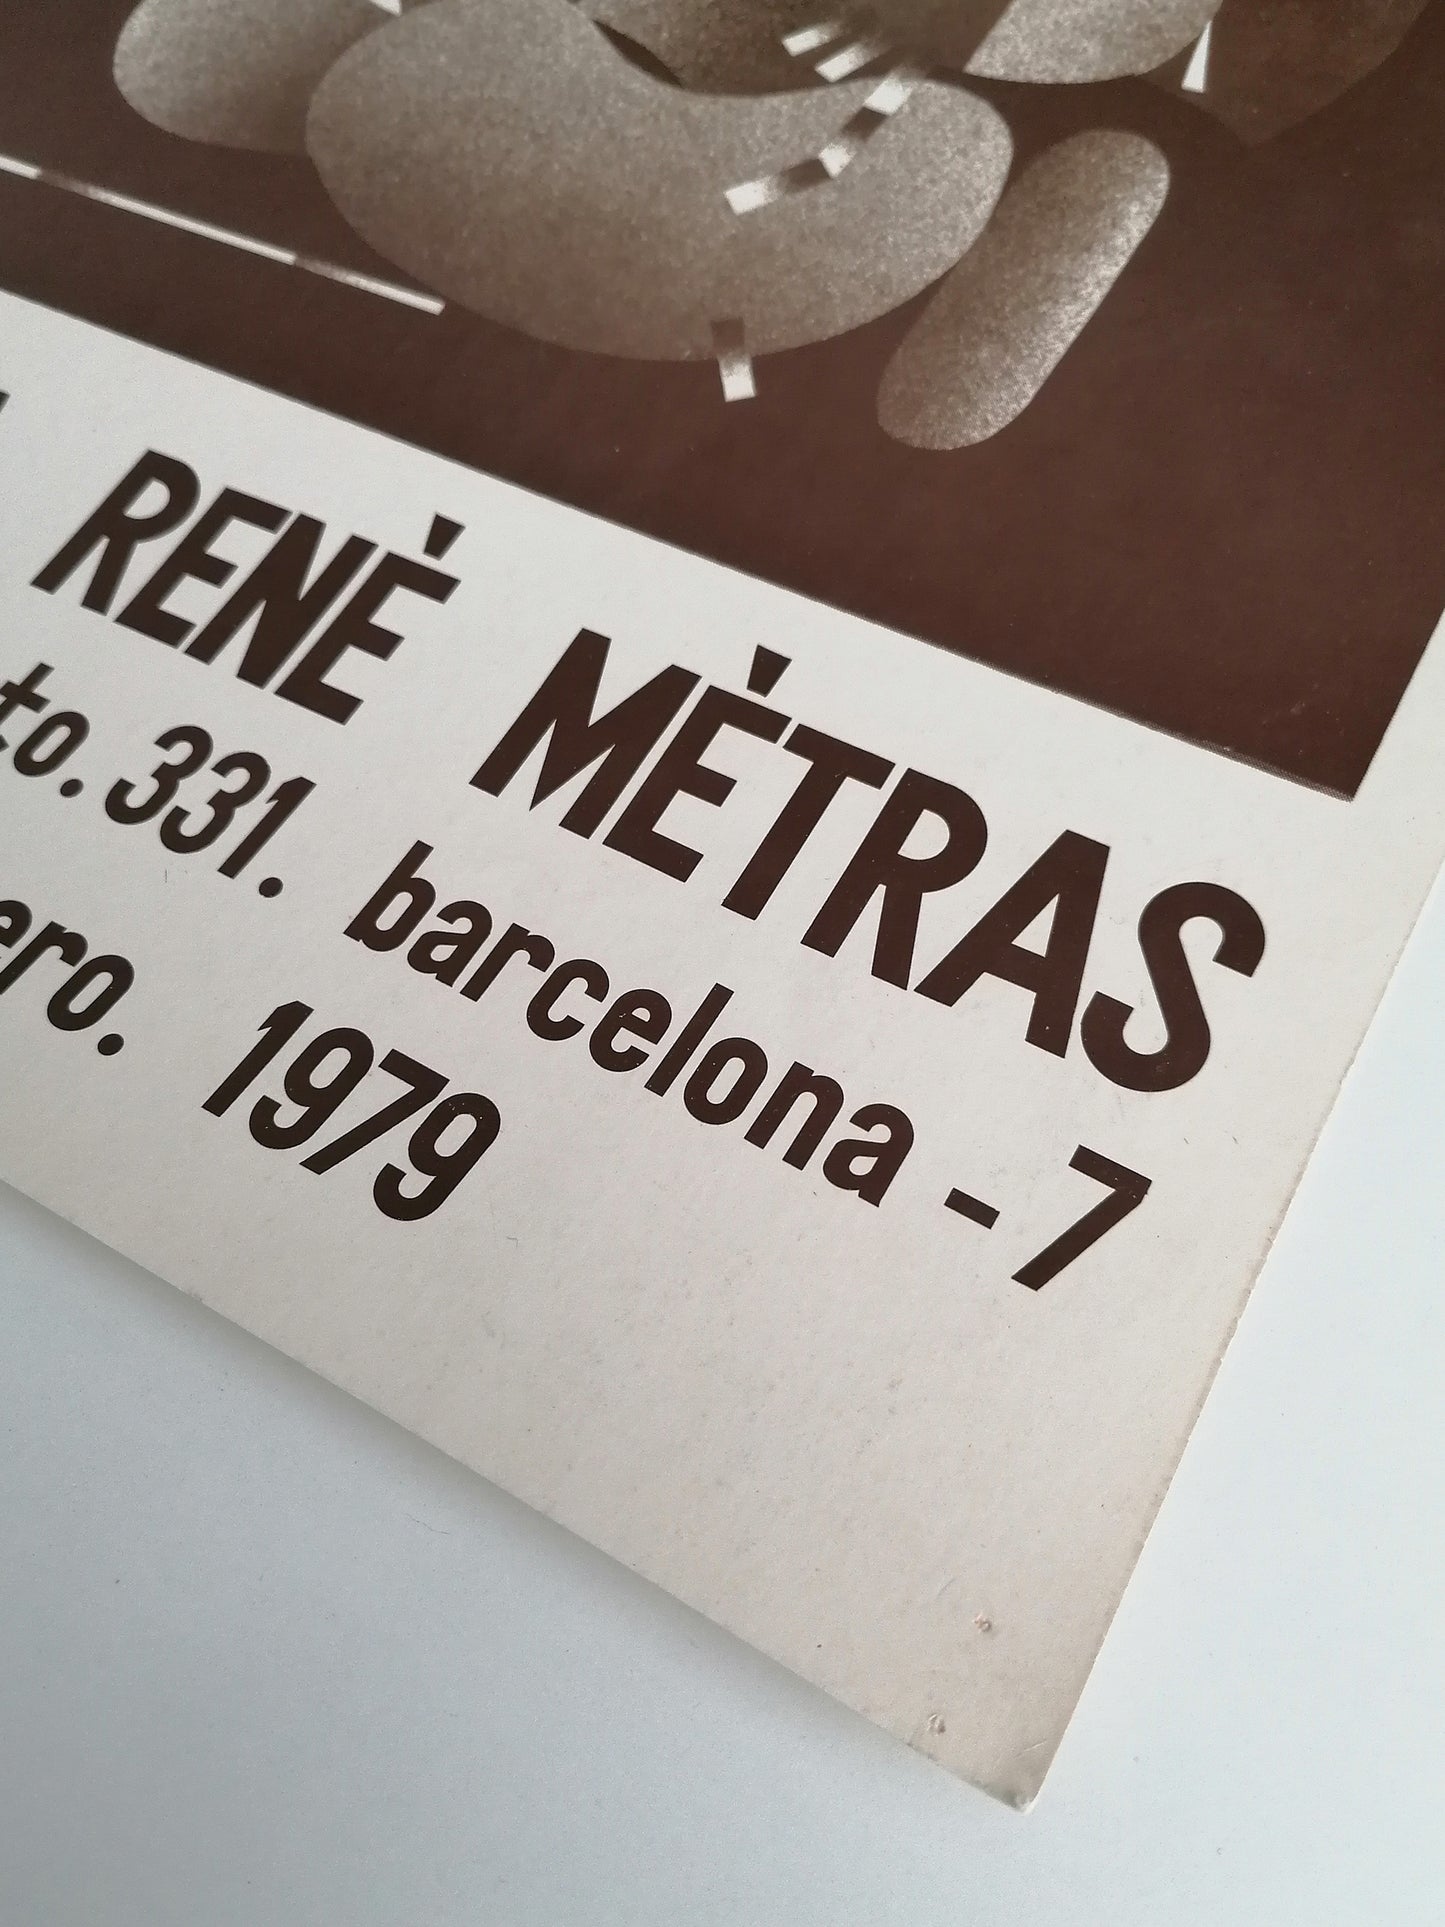 RENĖ MĖTRAS
to. 331. barcelona - 7
ero. 1979